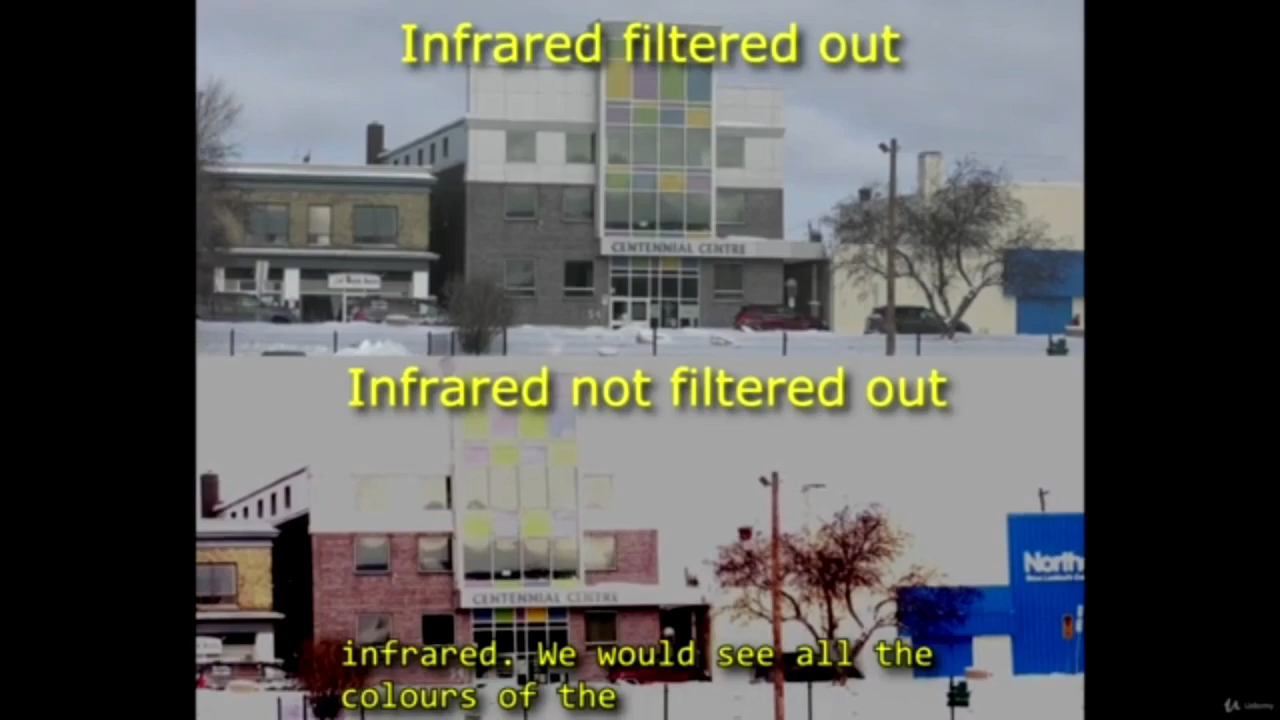 Infrared filtered out
CENTENNIAL CENTRE
Infrared not filtered out
North
CENTENNIAL CENTRE
infrared. We would see all the
colours of the
Udemy